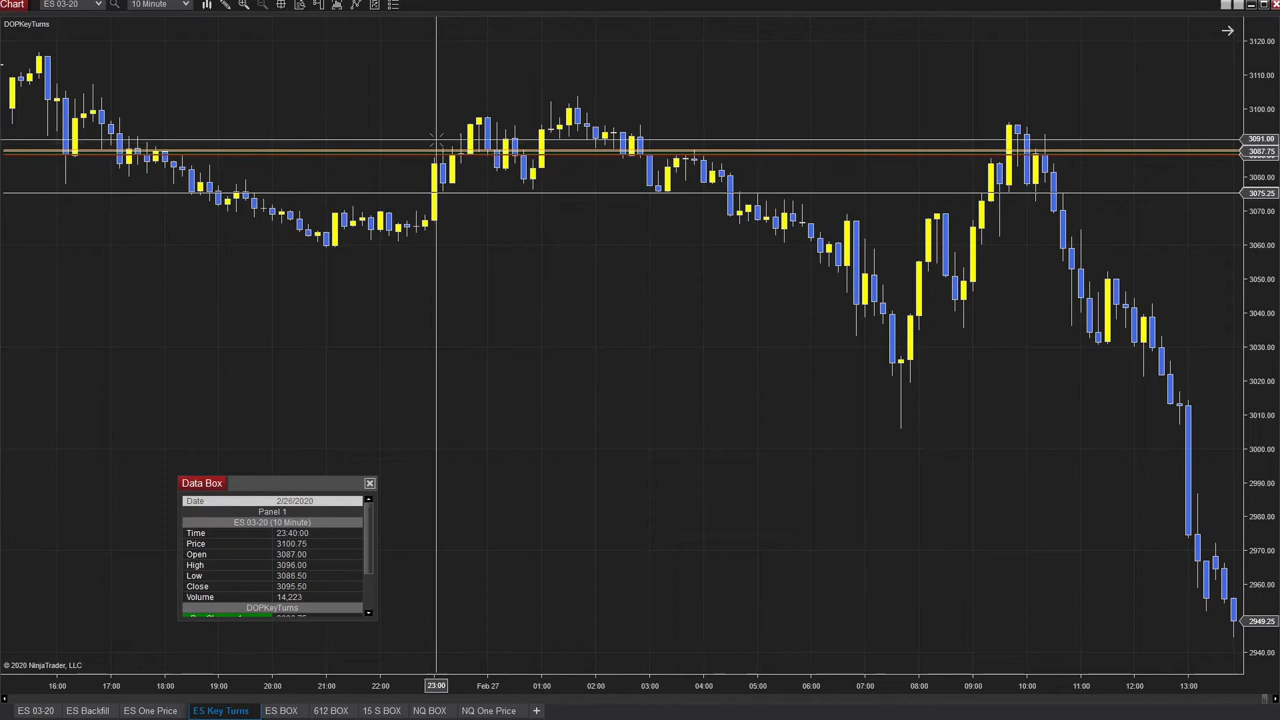 Chart ES 03-20 10 Minute
DOPKeyTurns
3120.00
3110.00
3100.00
3091.00
3087.75
3080.00
3075.25
3070.00
3060.00
3050.00
3040.00
3030.00
3020.00
3010.00
3000.00
2990.00
2980.00
2970.00
2960.00
2949.25
2940.00
Data Box
Date 2/26/2020
Panel 1
ES 03-20 (10 Minute)
Time 23:40:00
Price 3100.75
Open 3087.00
High 3096.00
Low 3086.50
Close 3095.50
Volume 14,223
DOPKeyTurns
© 2020 NinjaTrader, LLC
16:00 17:00 18:00 19:00 20:00 21:00 22:00 23:00 Feb 27 01:00 02:00 03:00 04:00 05:00 06:00 07:00 08:00 09:00 10:00 11:00 12:00 13:00
ES 03-20 ES Backfill ES One Price ES Key Turns ES BOX 612 BOX 15 S BOX NQ BOX NQ One Price +